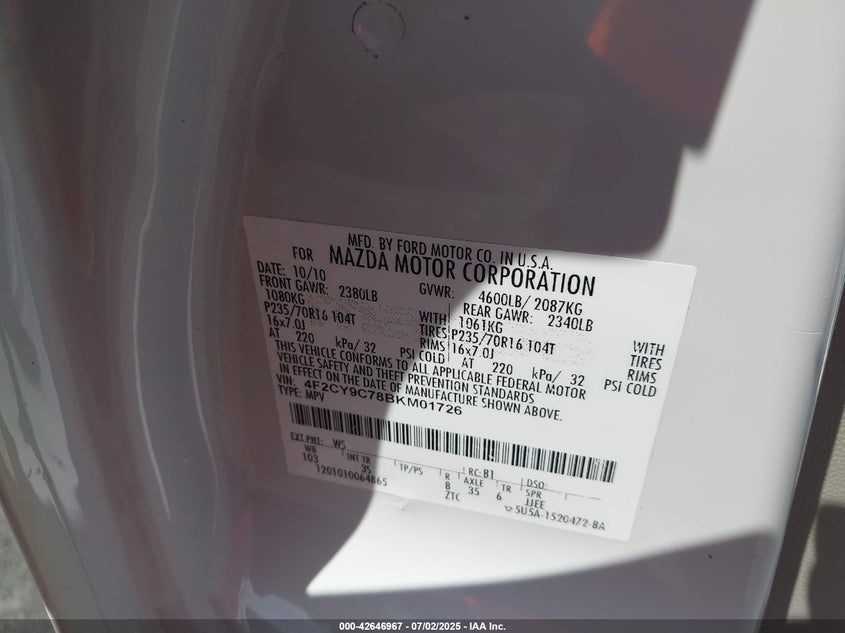 MFD. BY FORD MOTOR CO. IN U.S.A.
FOR MAZDA MOTOR CORPORATION
DATE: 10/10 GVWR: 4600LB/ 2087KG
FRONT GAWR: 2380LB REAR GAWR: 2340LB
1080KG WITH 1061KG WITH
P235/70R16 104T TIRES P235/70R16 104T TIRES
16x7.0J RIMS 16x7.0J RIMS
AT 220 kPa/ 32 PSI COLD AT 220 kPa/ 32 PSI COLD
THIS VEHICLE CONFORMS TO ALL APPLICABLE FEDERAL MOTOR
VEHICLE SAFETY AND THEFT PREVENTION STANDARDS
IN EFFECT ON THE DATE OF MANUFACTURE SHOWN ABOVE.
VIN: 4F2CY9C78BKM01726
TYPE: MPV
EXT PNT: WS RC: B1 DSO:
WB INT TR TP/PS R AXLE TR SPR
103 3S B 35 6 JJEE
1201010064865 ZTC
▽5U5A-1520472-BA
000-42646967 - 07/02/2025 - IAA Inc.